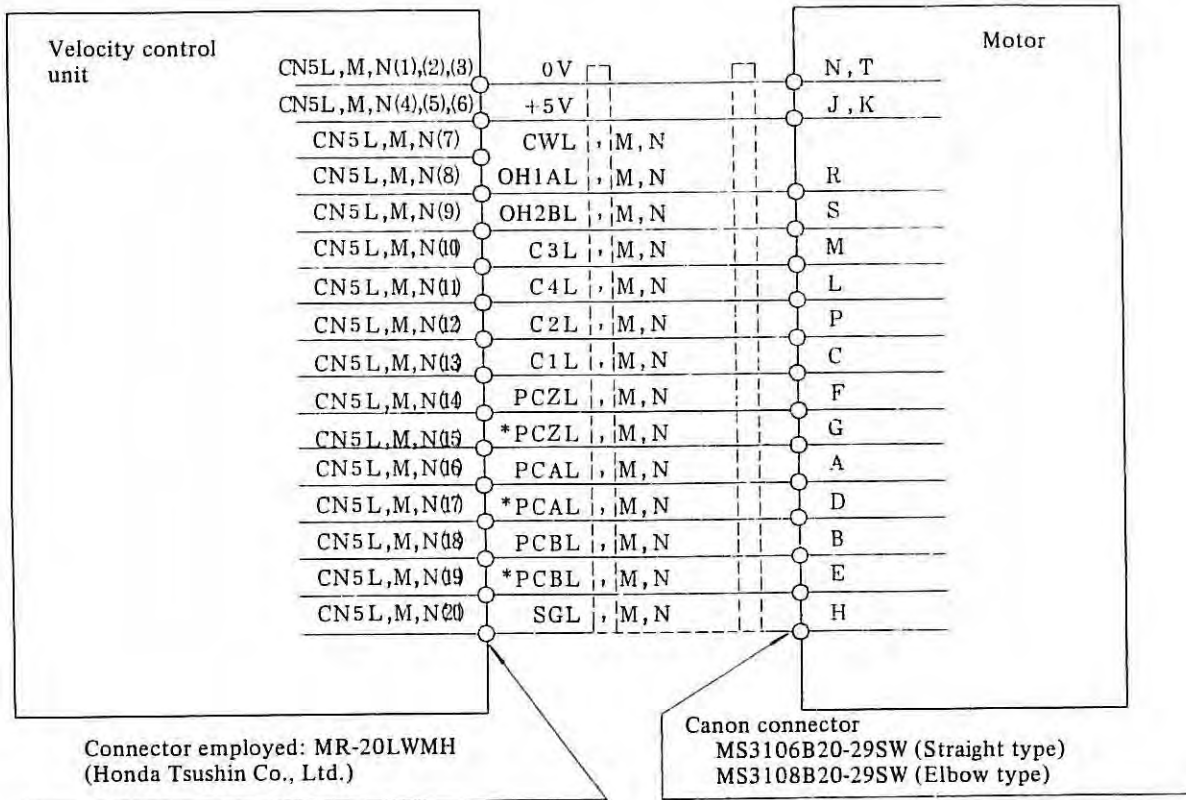 Velocity control
unit
Motor
CN5L,M,N(1),(2),(3) 0V N,T
CN5L,M,N(4),(5),(6) +5V J,K
CN5L,M,N(7) CWL,M,N
CN5L,M,N(8) OH1AL,M,N R
CN5L,M,N(9) OH2BL,M,N S
CN5L,M,N(10) C3L,M,N M
CN5L,M,N(11) C4L,M,N L
CN5L,M,N(12) C2L,M,N P
CN5L,M,N(13) C1L,M,N C
CN5L,M,N(14) PCZL,M,N F
CN5L,M,N(15) *PCZL,M,N G
CN5L,M,N(16) PCAL,M,N A
CN5L,M,N(17) *PCAL,M,N D
CN5L,M,N(18) PCBL,M,N B
CN5L,M,N(19) *PCBL,M,N E
CN5L,M,N(20) SGL,M,N H
Connector employed: MR-20LWMH
(Honda Tsushin Co., Ltd.)
Canon connector
MS3106B20-29SW (Straight type)
MS3108B20-29SW (Elbow type)